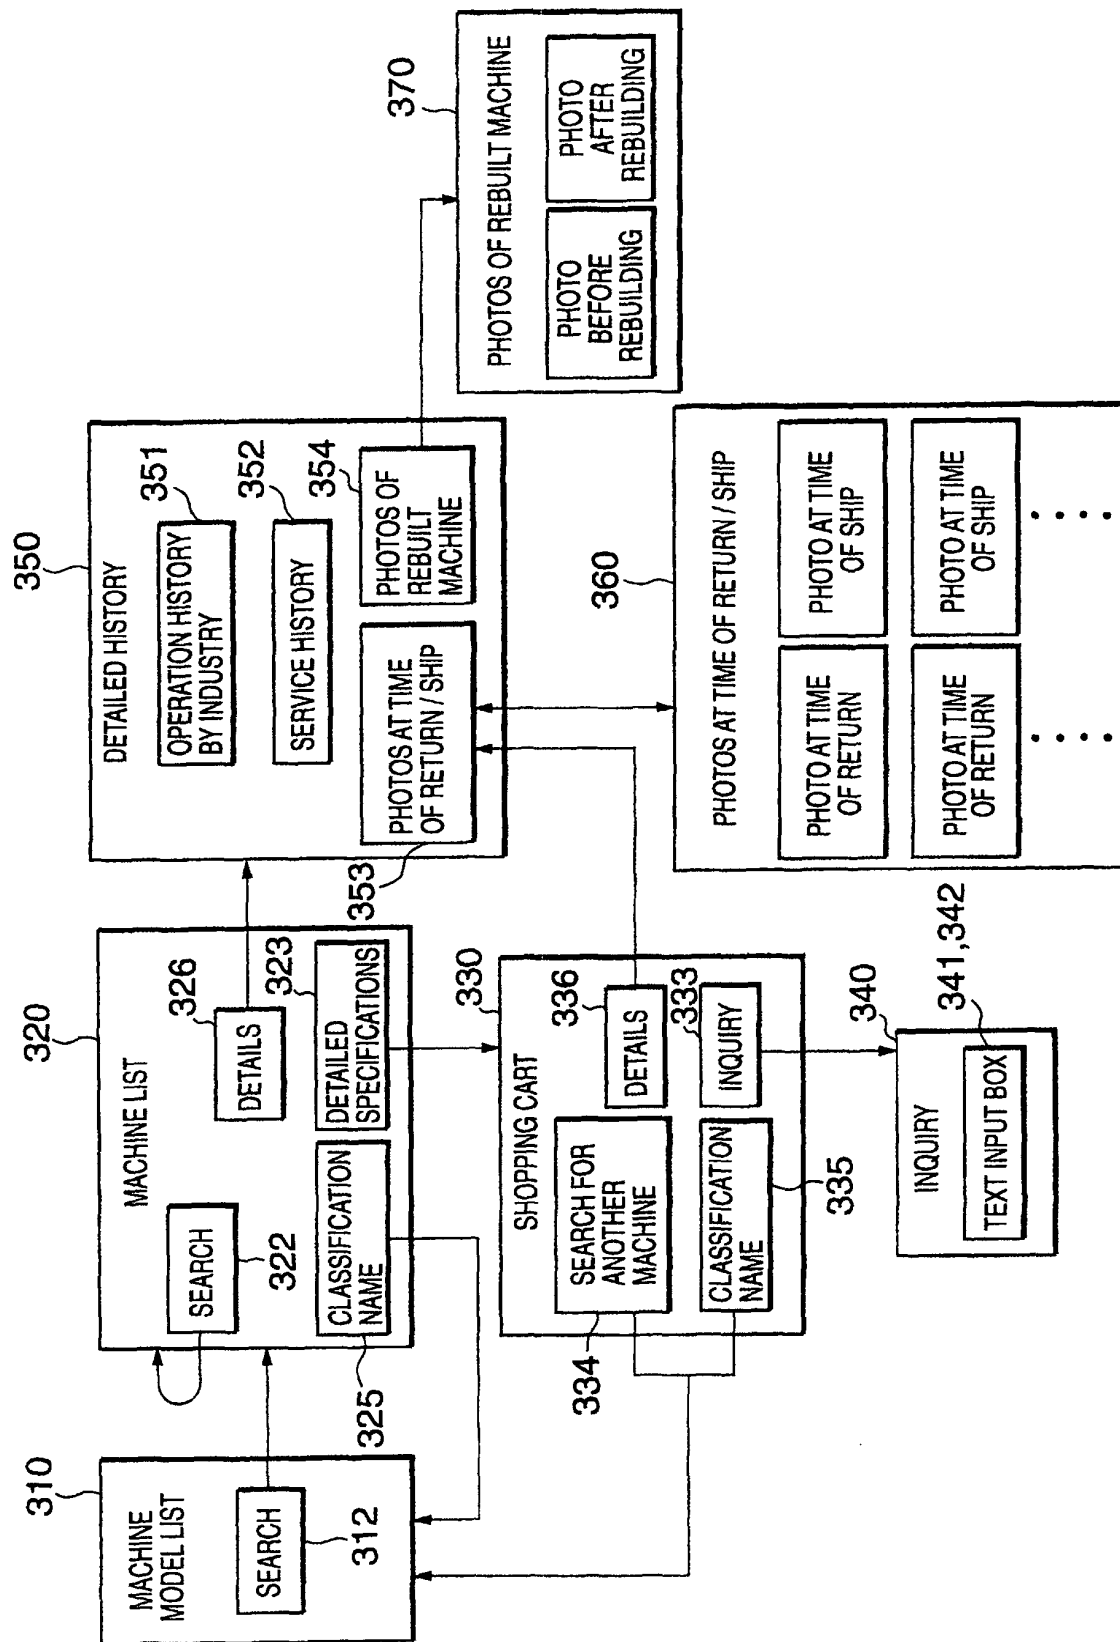 310
MACHINE
MODEL LIST
SEARCH
312
320
MACHINE LIST
SEARCH
322
326
DETAILS
CLASSIFICATION
NAME
325
323
DETAILED
SPECIFICATIONS
330
SHOPPING CART
SEARCH FOR
ANOTHER
MACHINE
334
336
DETAILS
CLASSIFICATION
NAME
335
333
INQUIRY
340
INQUIRY
341,342
TEXT INPUT BOX
350
DETAILED HISTORY
351
OPERATION HISTORY
BY INDUSTRY
352
SERVICE HISTORY
353
PHOTOS AT TIME
OF RETURN / SHIP
354
PHOTOS OF
REBUILT
MACHINE
360
PHOTOS AT TIME OF RETURN / SHIP
PHOTO AT TIME
OF RETURN
PHOTO AT TIME
OF SHIP
PHOTO AT TIME
OF RETURN
PHOTO AT TIME
OF SHIP
370
PHOTOS OF REBUILT MACHINE
PHOTO
BEFORE
REBUILDING
PHOTO
AFTER
REBUILDING